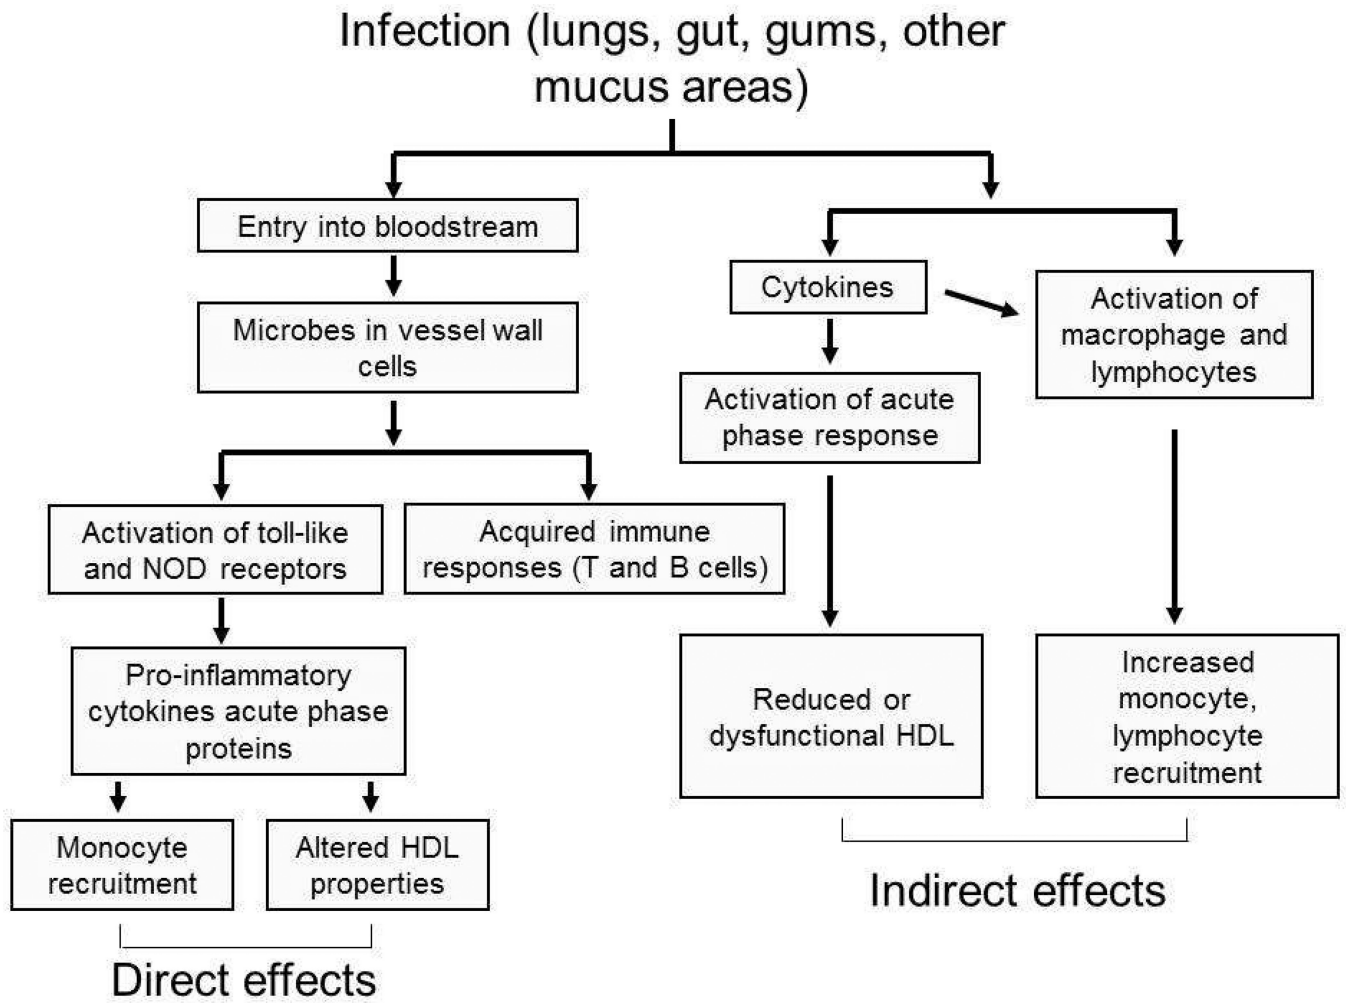 Infection (lungs, gut, gums, other
mucus areas)
Entry into bloodstream
Microbes in vessel wall
cells
Activation of toll-like
and NOD receptors
Acquired immune
responses (T and B cells)
Pro-inflammatory
cytokines acute phase
proteins
Monocyte
recruitment
Altered HDL
properties
Direct effects
Cytokines
Activation of
macrophage and
lymphocytes
Activation of acute
phase response
Reduced or
dysfunctional HDL
Increased
monocyte,
lymphocyte
recruitment
Indirect effects